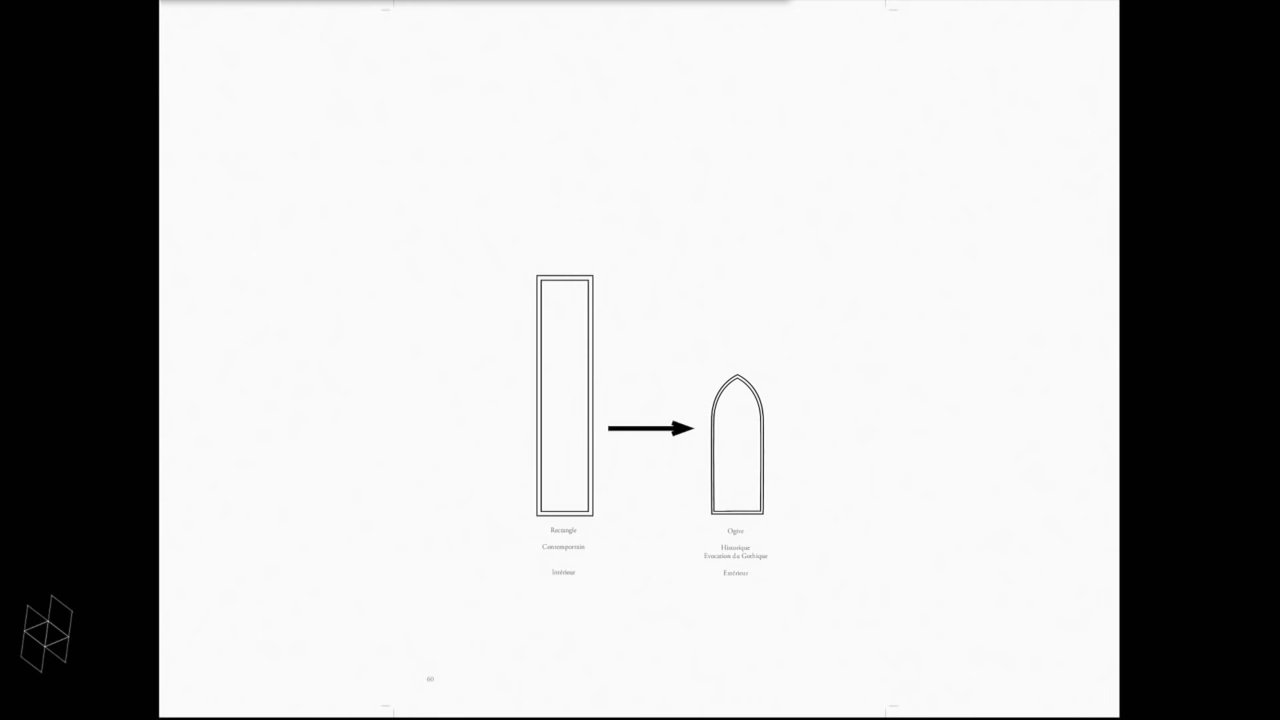 Rectangle
Contemporain
Intérieur
Ogive
Historique
Evocation du Gothique
Extérieur
60